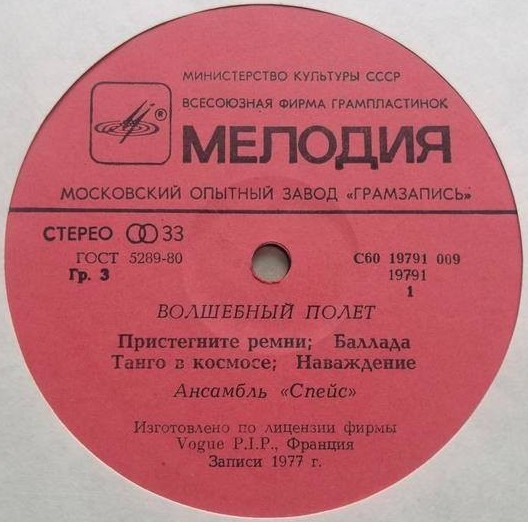 МИНИСТЕРСТВО КУЛЬТУРЫ СССР
ВСЕСОЮЗНАЯ ФИРМА ГРАМПЛАСТИНОК
®
МЕЛОДИЯ
МОСКОВСКИЙ ОПЫТНЫЙ ЗАВОД «ГРАМЗАПИСЬ»
СТЕРЕО 33
ГОСТ 5289-80 С60 19791 009
Гр. 3 19791
1
ВОЛШЕБНЫЙ ПОЛЕТ
Пристегните ремни; Баллада
Танго в космосе; Наваждение
Ансамбль «Спейс»
Изготовлено по лицензии фирмы
Vogue P.I.P., Франция
Записи 1977 г.